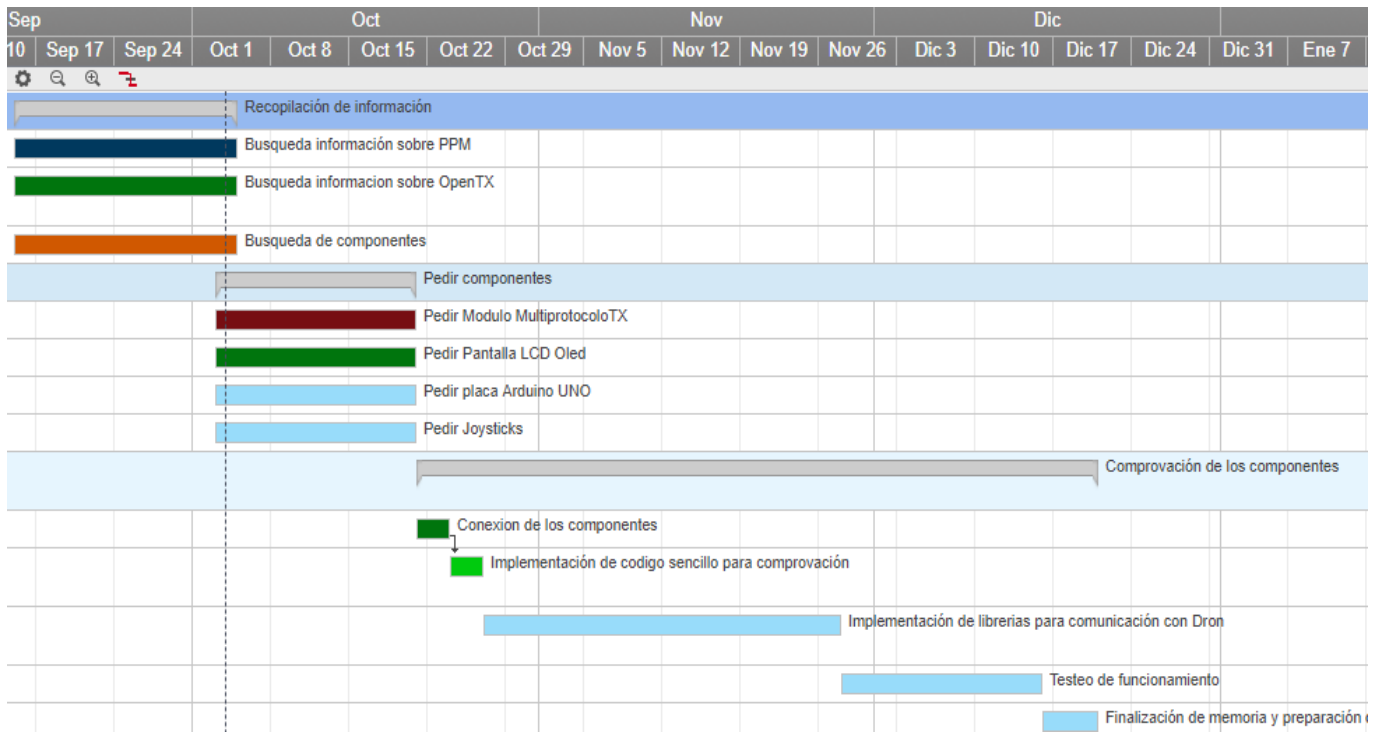 Sep Oct Nov Dic
10 Sep 17 Sep 24 Oct 1 Oct 8 Oct 15 Oct 22 Oct 29 Nov 5 Nov 12 Nov 19 Nov 26 Dic 3 Dic 10 Dic 17 Dic 24 Dic 31 Ene 7
Recopilación de información
Busqueda información sobre PPM
Busqueda informacion sobre OpenTX
Busqueda de componentes
Pedir componentes
Pedir Modulo MultiprotocoloTX
Pedir Pantalla LCD Oled
Pedir placa Arduino UNO
Pedir Joysticks
Comprovación de los componentes
Conexion de los componentes
Implementación de codigo sencillo para comprovación
Implementación de librerias para comunicación con Dron
Testeo de funcionamiento
Finalización de memoria y preparación